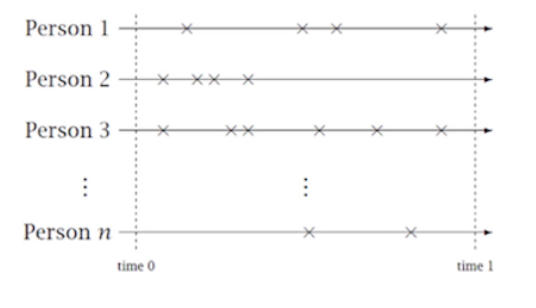 Person 1
Person 2
Person 3
⋮ ⋮
Person n
time 0 time 1